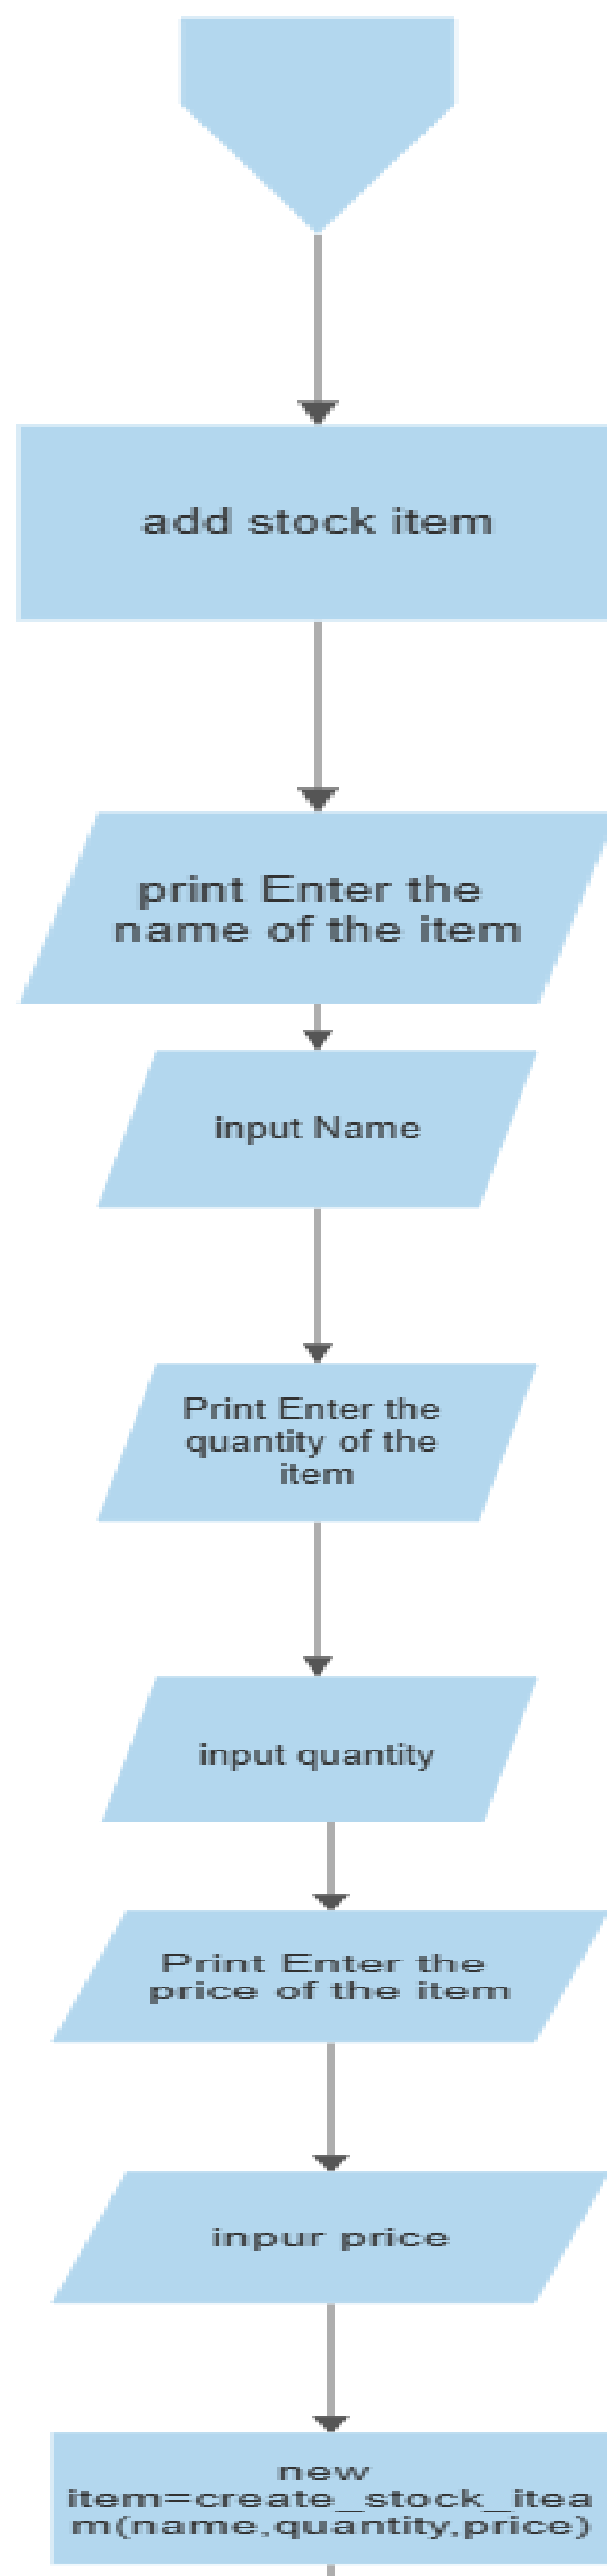 add stock item
print Enter the
name of the item
input Name
Print Enter the
quantity of the
item
input quantity
Print Enter the
price of the item
inpur price
new
item=create_stock_itea
m(name,quantity,price)